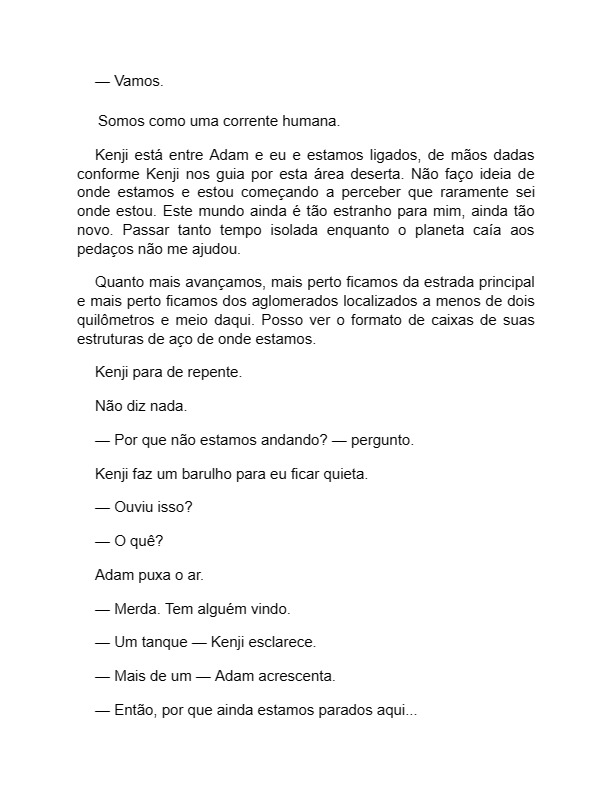 — Vamos.
Somos como uma corrente humana.
Kenji está entre Adam e eu e estamos ligados, de mãos dadas
conforme Kenji nos guia por esta área deserta. Não faço ideia de
onde estamos e estou começando a perceber que raramente sei
onde estou. Este mundo ainda é tão estranho para mim, ainda tão
novo. Passar tanto tempo isolada enquanto o planeta caía aos
pedaços não me ajudou.
Quanto mais avançamos, mais perto ficamos da estrada principal
e mais perto ficamos dos aglomerados localizados a menos de dois
quilômetros e meio daqui. Posso ver o formato de caixas de suas
estruturas de aço de onde estamos.
Kenji para de repente.
Não diz nada.
— Por que não estamos andando? — pergunto.
Kenji faz um barulho para eu ficar quieta.
— Ouviu isso?
— O quê?
Adam puxa o ar.
— Merda. Tem alguém vindo.
— Um tanque — Kenji esclarece.
— Mais de um — Adam acrescenta.
— Então, por que ainda estamos parados aqui...